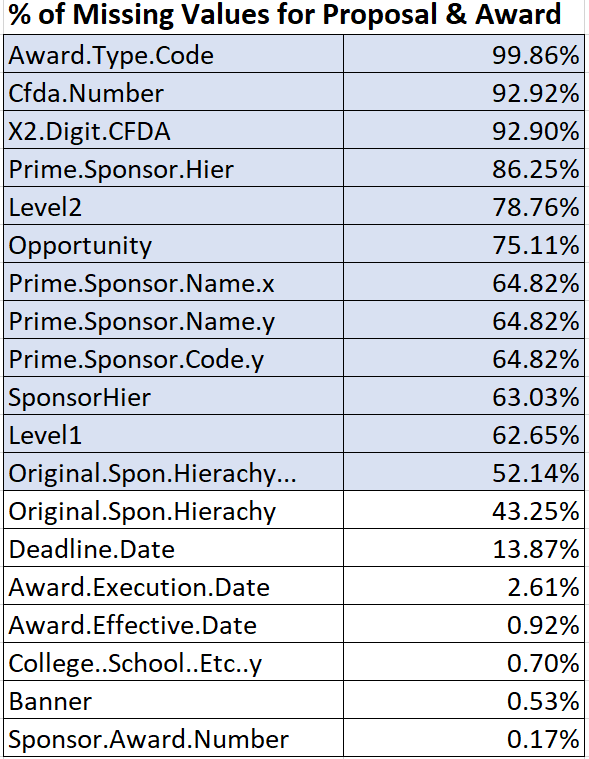 % of Missing Values for Proposal & Award
Award.Type.Code 99.86%
Cfda.Number 92.92%
X2.Digit.CFDA 92.90%
Prime.Sponsor.Hier 86.25%
Level2 78.76%
Opportunity 75.11%
Prime.Sponsor.Name.x 64.82%
Prime.Sponsor.Name.y 64.82%
Prime.Sponsor.Code.y 64.82%
SponsorHier 63.03%
Level1 62.65%
Original.Spon.Hierachy... 52.14%
Original.Spon.Hierachy 43.25%
Deadline.Date 13.87%
Award.Execution.Date 2.61%
Award.Effective.Date 0.92%
College..School..Etc..y 0.70%
Banner 0.53%
Sponsor.Award.Number 0.17%